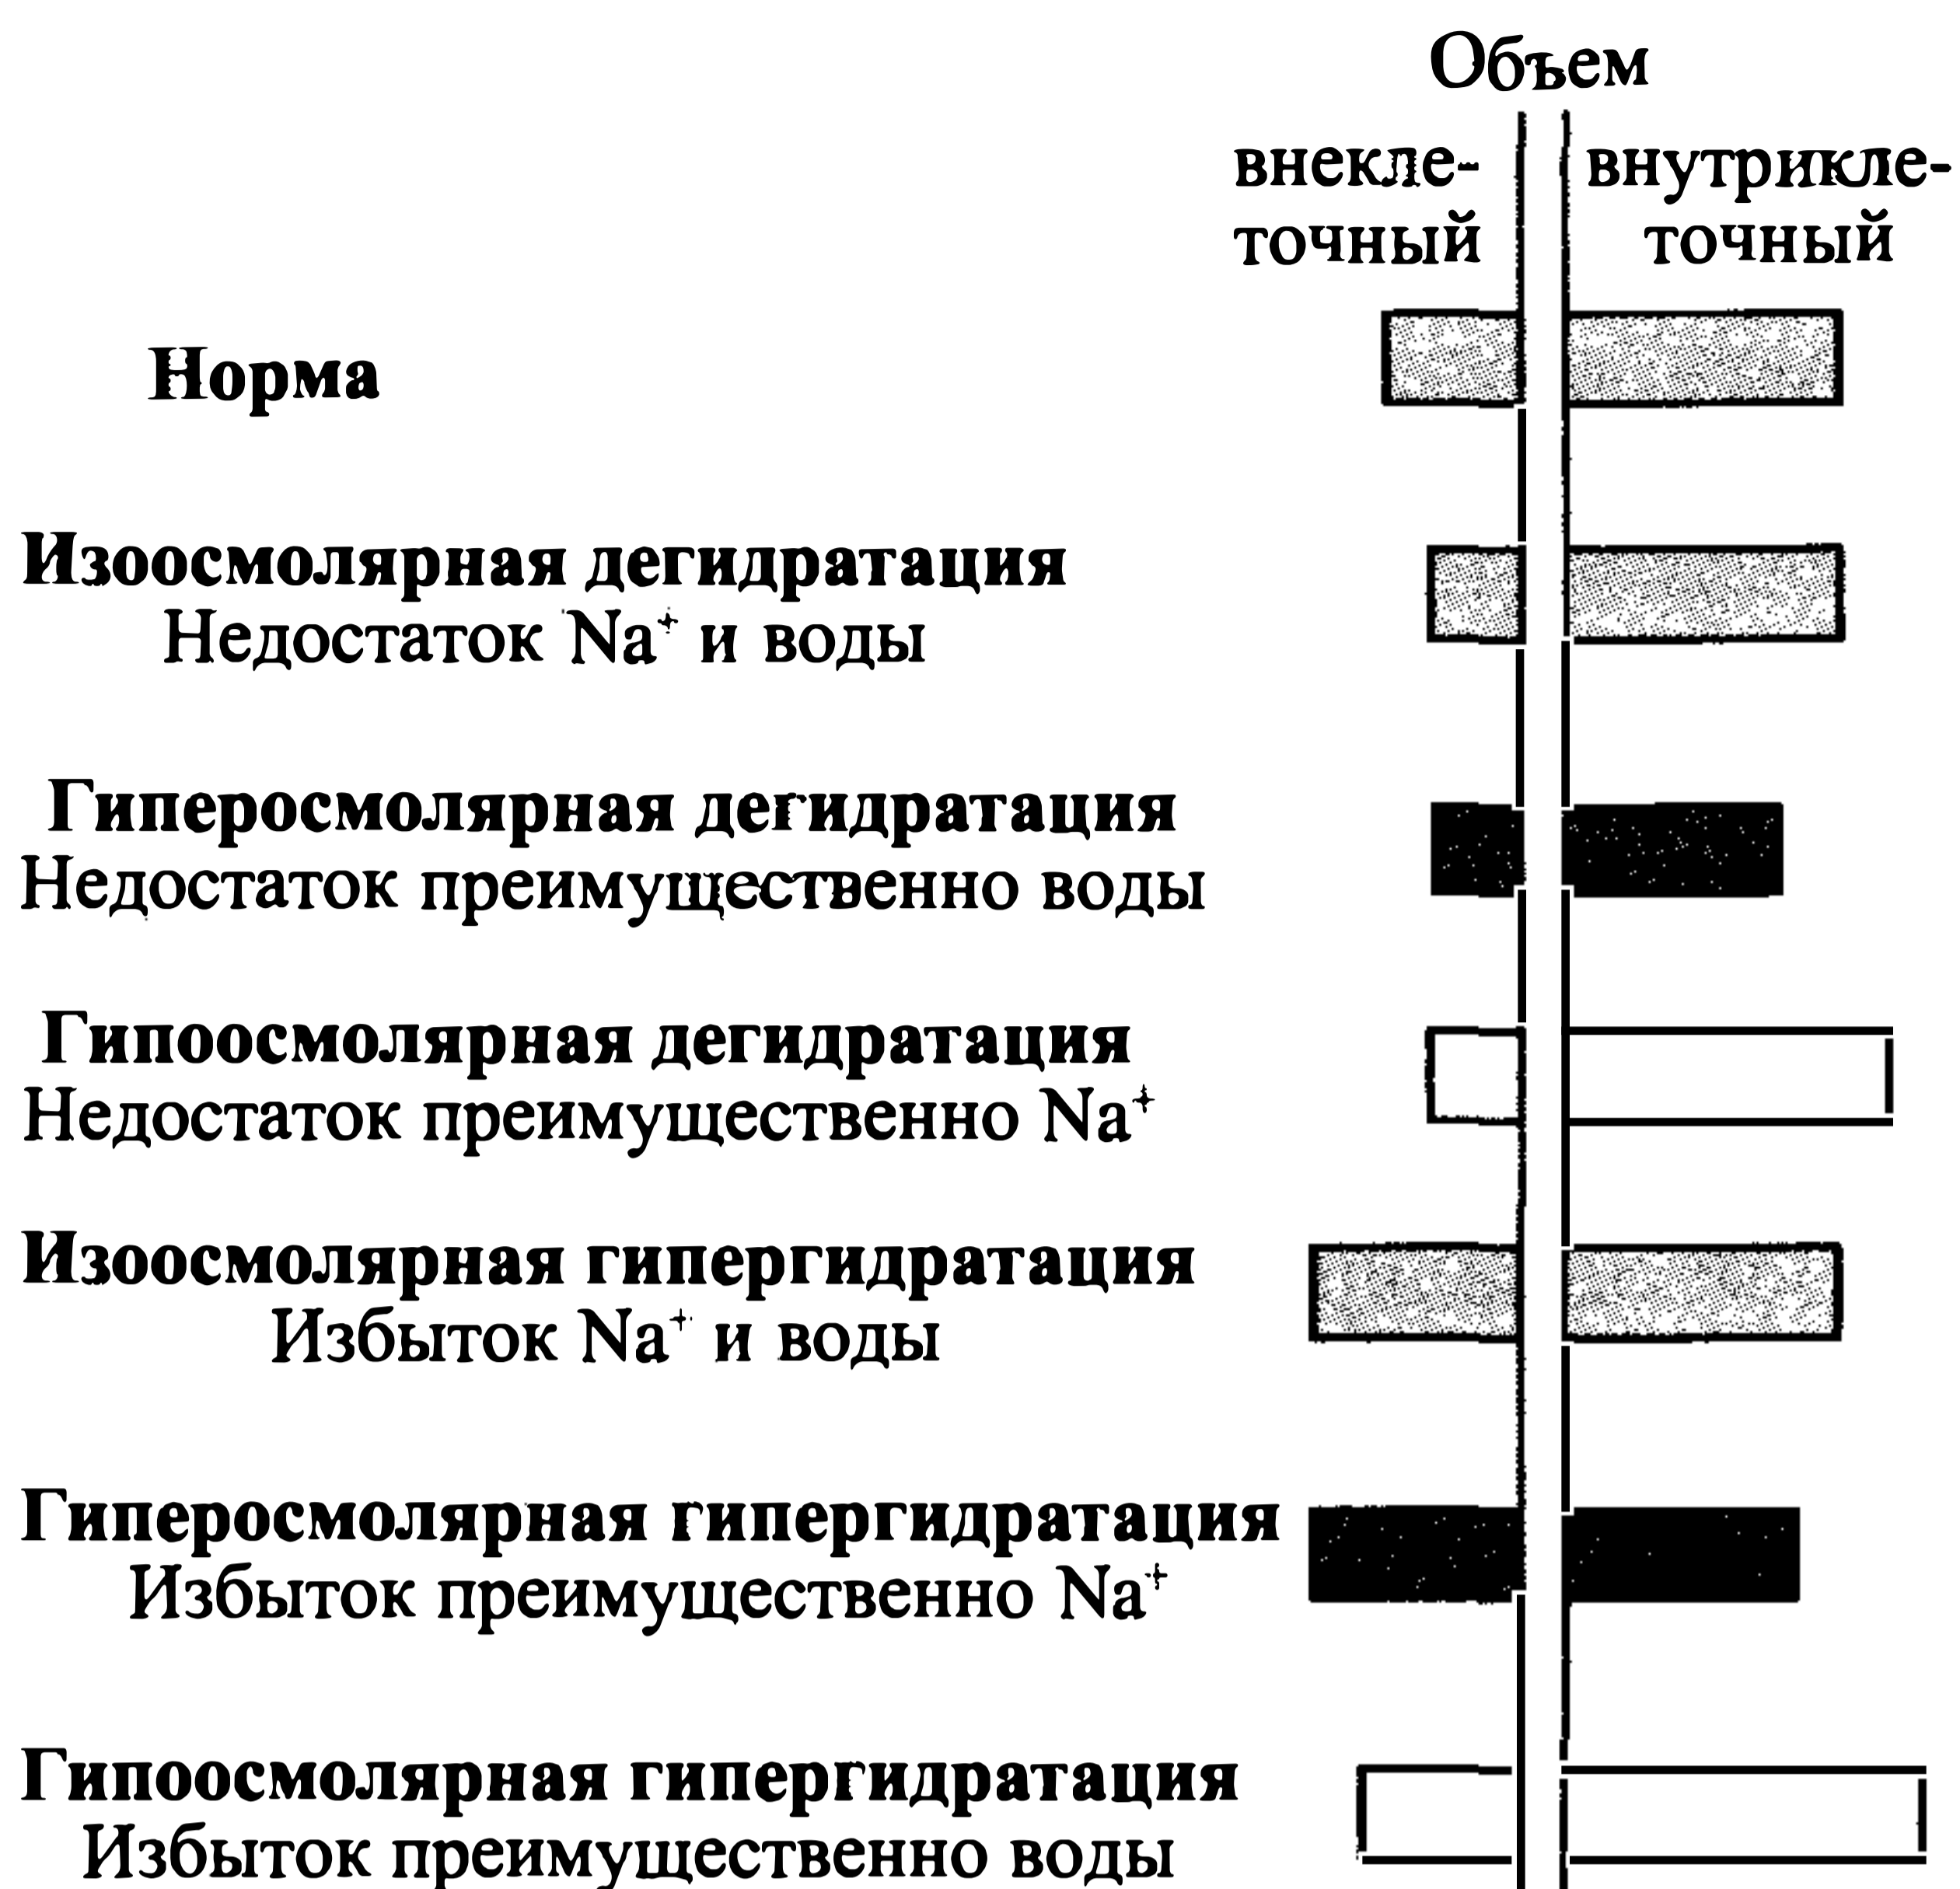 Объем
внекле- внутрикле-
точный точный
Норма
Изоосмолярная дегидратация
Недостаток Na⁺ и воды
Гиперосмолярная дегидратация
Недостаток преимущественно воды
Гипоосмолярная дегидратация
Недостаток преимущественно Na⁺
Изоосмолярная гипергидратация
Избыток Na⁺ и воды
Гиперосмолярная гипергидратация
Избыток преимущественно Na⁺
Гипоосмолярная гипергидратация
Избыток преимущественно воды